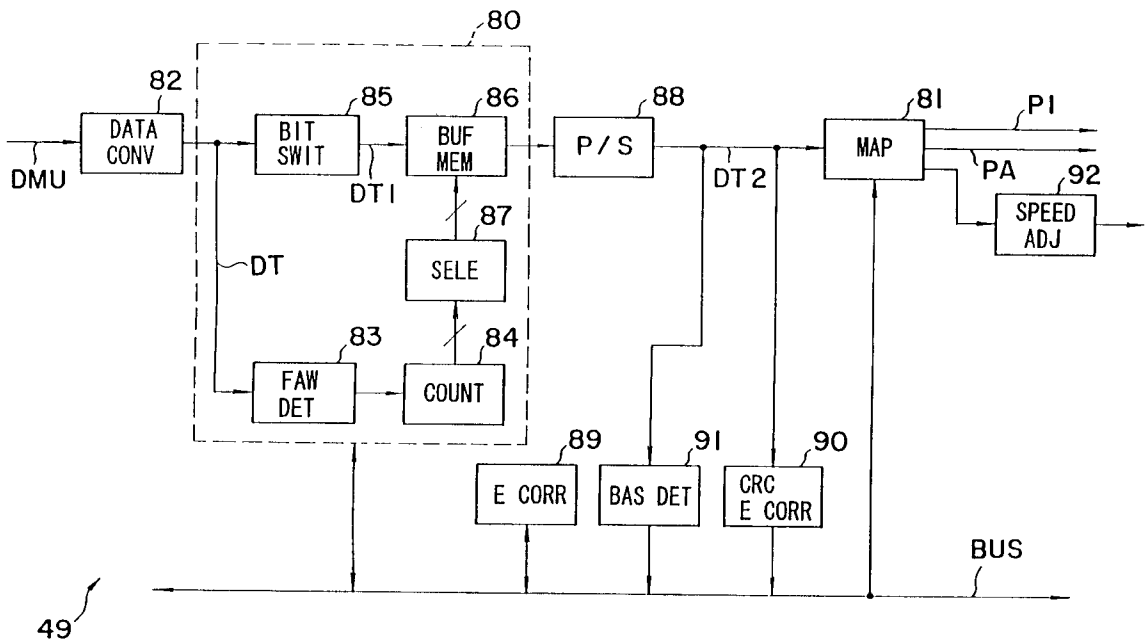 80
82
85
86
88
81
PI
DATA
CONV
BIT
SWIT
BUF
MEM
P/S
MAP
DMU
DT1
DT2
PA
92
87
SPEED
ADJ
DT
SELE
83
84
FAW
DET
COUNT
89
91
90
E CORR
BAS DET
CRC
E CORR
BUS
49